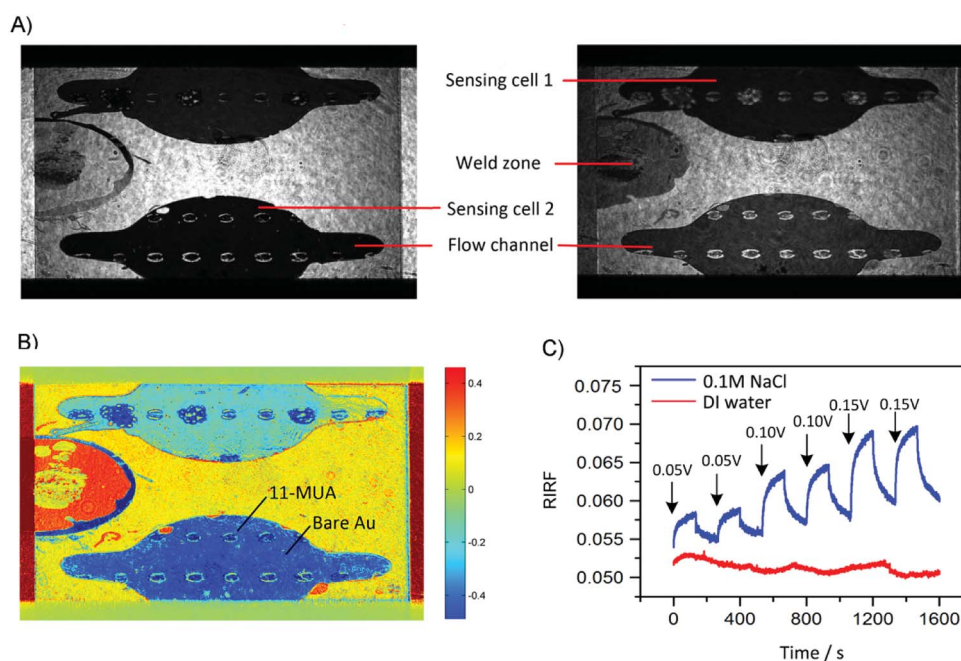 A)
Sensing cell 1
Weld zone
Sensing cell 2
Flow channel
B)
11-MUA
Bare Au
0.4
0.2
0
-0.2
-0.4
C)
0.075
0.070
0.065
0.060
0.055
0.050
RIRF
0.1M NaCl
DI water
0.05V
0.05V
0.10V
0.10V
0.15V
0.15V
0
400
800
1200
1600
Time / s